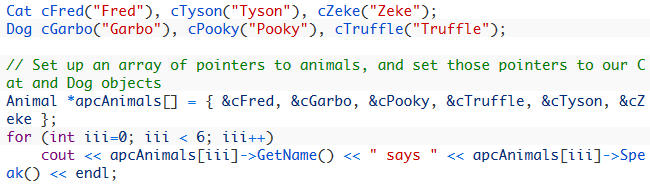 Cat cFred("Fred"), cTyson("Tyson"), cZeke("Zeke");
Dog cGarbo("Garbo"), cPooky("Pooky"), cTruffle("Truffle");

// Set up an array of pointers to animals, and set those pointers to our C
at and Dog objects
Animal *apcAnimals[] = { &cFred, &cGarbo, &cPooky, &cTruffle, &cTyson, &cZ
eke };
for (int iii=0; iii < 6; iii++)
    cout << apcAnimals[iii]->GetName() << " says " << apcAnimals[iii]->Spe
ak() << endl;